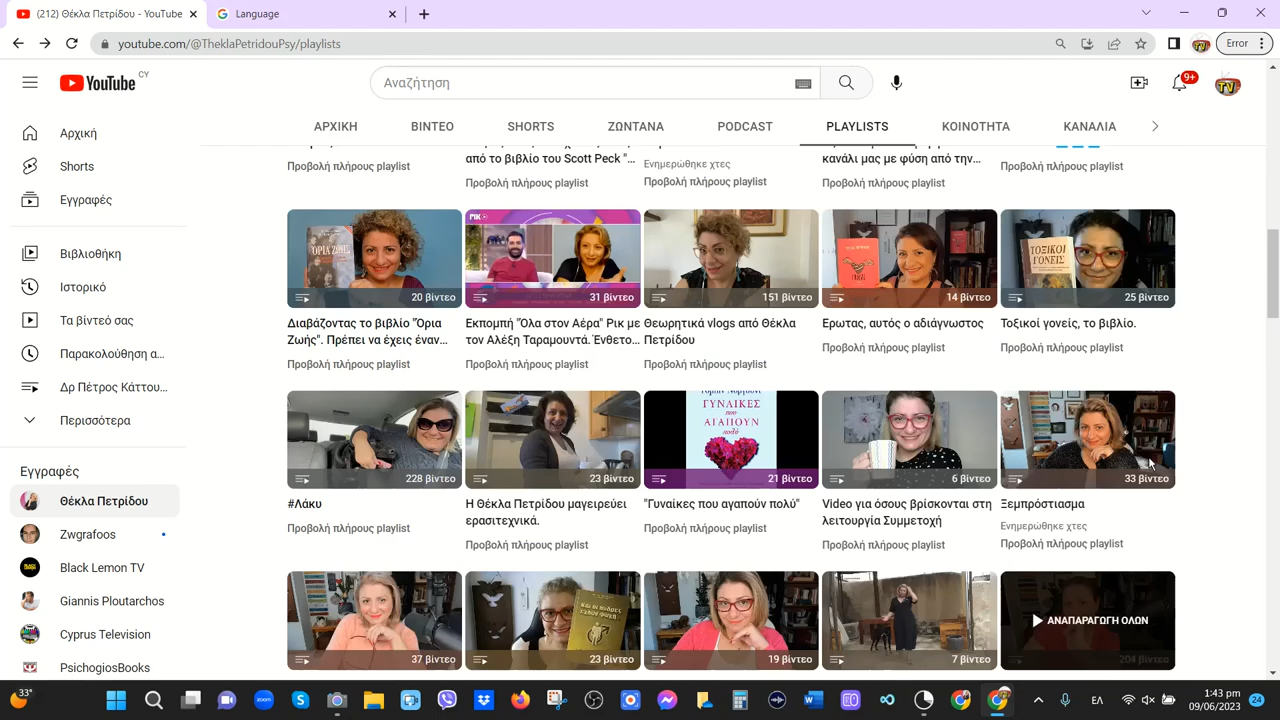 (212) Θέκλα Πετρίδου - YouTube
Language
youtube.com/@TheklaPetridouPsy/playlists
Error
YouTube CY
Αναζήτηση
9+
TV
ΑΡΧΙΚΗ
ΒΙΝΤΕΟ
SHORTS
ΖΩΝΤΑΝΑ
PODCAST
PLAYLISTS
ΚΟΙΝΟΤΗΤΑ
ΚΑΝΑΛΙΑ
Αρχική
Shorts
Εγγραφές
Βιβλιοθήκη
Ιστορικό
Τα βίντεό σας
Παρακολούθηση α...
Δρ Πέτρος Κάττου...
Περισσότερα
Εγγραφές
Θέκλα Πετρίδου
Zwgrafoos
Black Lemon TV
Giannis Ploutarchos
Cyprus Television
PsichogiosBooks
Προβολή πλήρους playlist
από το βιβλίο του Scott Peck "...
Προβολή πλήρους playlist
Ενημερώθηκε χτες
Προβολή πλήρους playlist
κανάλι μας με φύση από την...
Προβολή πλήρους playlist
Προβολή πλήρους playlist
ΟΡΙΑ ΖΩΗΣ
20 βίντεο
ΡΙΚ
31 βίντεο
151 βίντεο
14 βίντεο
ΤΟΞΙΚΟΙ
ΓΟΝΕΙΣ
25 βίντεο
Διαβάζοντας το βιβλίο "Όρια
Ζωής". Πρέπει να έχεις έναν...
Προβολή πλήρους playlist
Εκπομπή "Όλα στον Αέρα" Ρικ με
τον Αλέξη Ταραμουντά. Ένθετο...
Προβολή πλήρους playlist
Θεωρητικά vlogs από Θέκλα
Πετρίδου
Προβολή πλήρους playlist
Ερωτας, αυτός ο αδιάγνωστος
Προβολή πλήρους playlist
Τοξικοί γονείς, το βιβλίο.
Προβολή πλήρους playlist
228 βίντεο
23 βίντεο
ΓΥΝΑΙΚΕΣ
που
ΑΓΑΠΟΥΝ
πολύ
21 βίντεο
6 βίντεο
33 βίντεο
#Λάκυ
Προβολή πλήρους playlist
Η Θέκλα Πετρίδου μαγειρεύει
ερασιτεχνικά.
Προβολή πλήρους playlist
"Γυναίκες που αγαπούν πολύ"
Προβολή πλήρους playlist
Video για όσους βρίσκονται στη
λειτουργία Συμμετοχή
Προβολή πλήρους playlist
Ξεμπρόστιασμα
Ενημερώθηκε χτες
Προβολή πλήρους playlist
37 βίντεο
23 βίντεο
19 βίντεο
7 βίντεο
ΑΝΑΠΑΡΑΓΩΓΗ ΟΛΩΝ
204 βίντεο
33°
zoom
ΕΛ
1:43 pm
09/06/2023
24